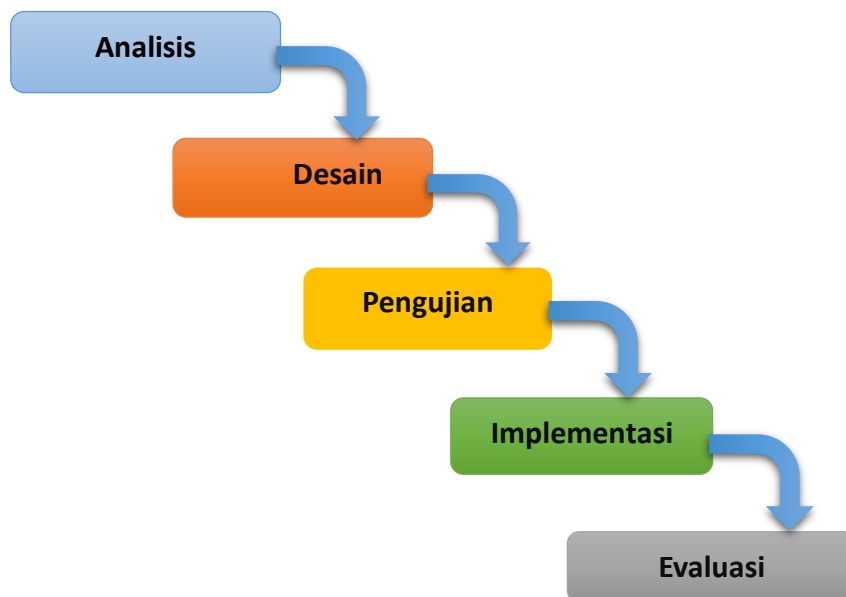 Analisis
Desain
Pengujian
Implementasi
Evaluasi